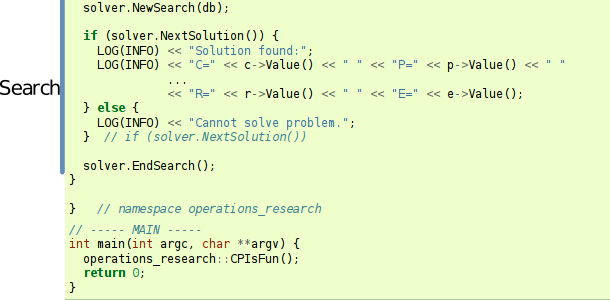 solver.NewSearch(db);
if (solver.NextSolution()) {
LOG(INFO) << "Solution found:";
LOG(INFO) << "C=" << c->Value() << " " << "P=" << p->Value() << " "
...
<< "R=" << r->Value() << " " << "E=" << e->Value();
} else {
LOG(INFO) << "Cannot solve problem.";
} // if (solver.NextSolution())
solver.EndSearch();
}
} // namespace operations_research
// ----- MAIN -----
int main(int argc, char **argv) {
operations_research::CPIsFun();
return 0;
}
Search